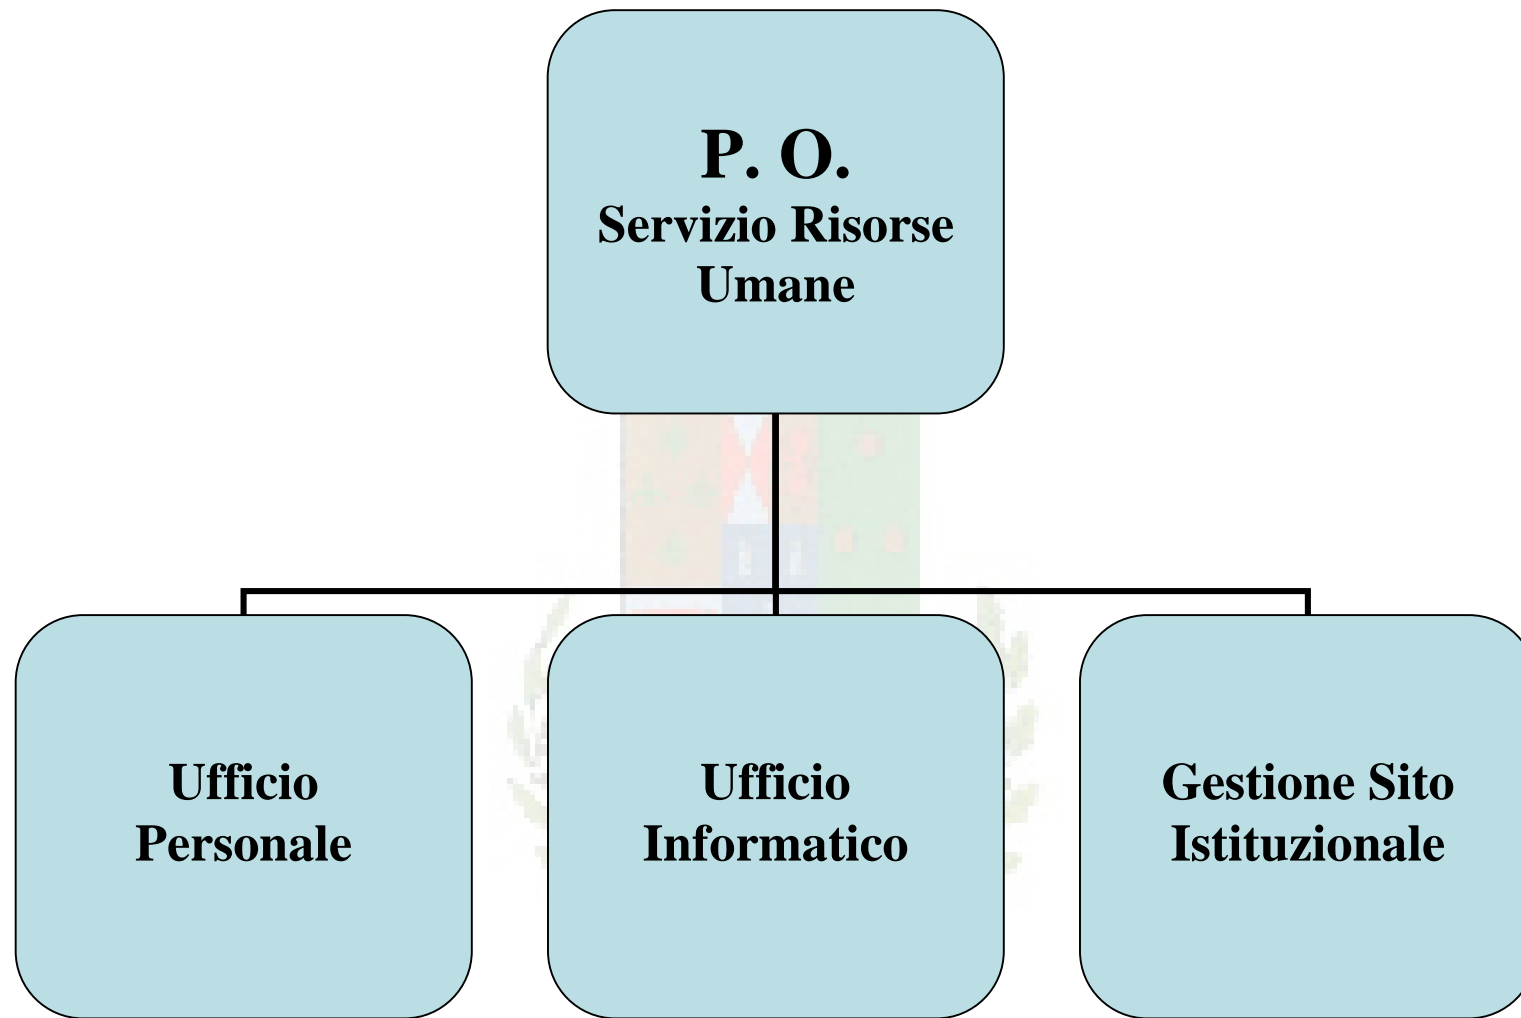 P. O.
Servizio Risorse
Umane
Ufficio
Personale
Ufficio
Informatico
Gestione Sito
Istituzionale